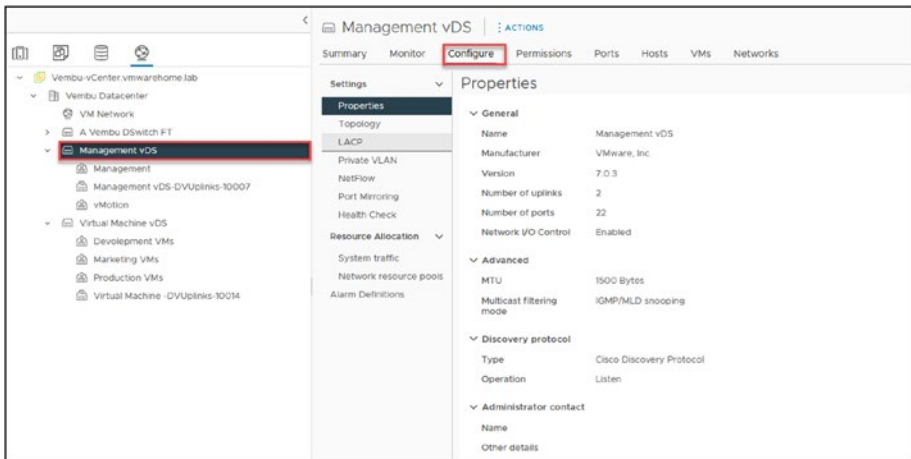 Management vDS
ACTIONS
Summary Monitor Configure Permissions Ports Hosts VMs Networks
Vembu-vCenter.vmwarehome.lab
Vembu Datacenter
VM Network
A Vembu DSwitch FT
Management vDS
Management
Management vDS-DVUplinks-10007
vMotion
Virtual Machine vDS
Devolepment VMs
Marketing VMs
Production VMs
Virtual Machine -DVUplinks-10014
Settings
Properties
Topology
LACP
Private VLAN
NetFlow
Port Mirroring
Health Check
Resource Allocation
System traffic
Network resource pools
Alarm Definitions
Properties
General
Name Management vDS
Manufacturer VMware, Inc
Version 7.0.3
Number of uplinks 2
Number of ports 22
Network I/O Control Enabled
Advanced
MTU 1500 Bytes
Multicast filtering IGMP/MLD snooping
mode
Discovery protocol
Type Cisco Discovery Protocol
Operation Listen
Administrator contact
Name
Other details